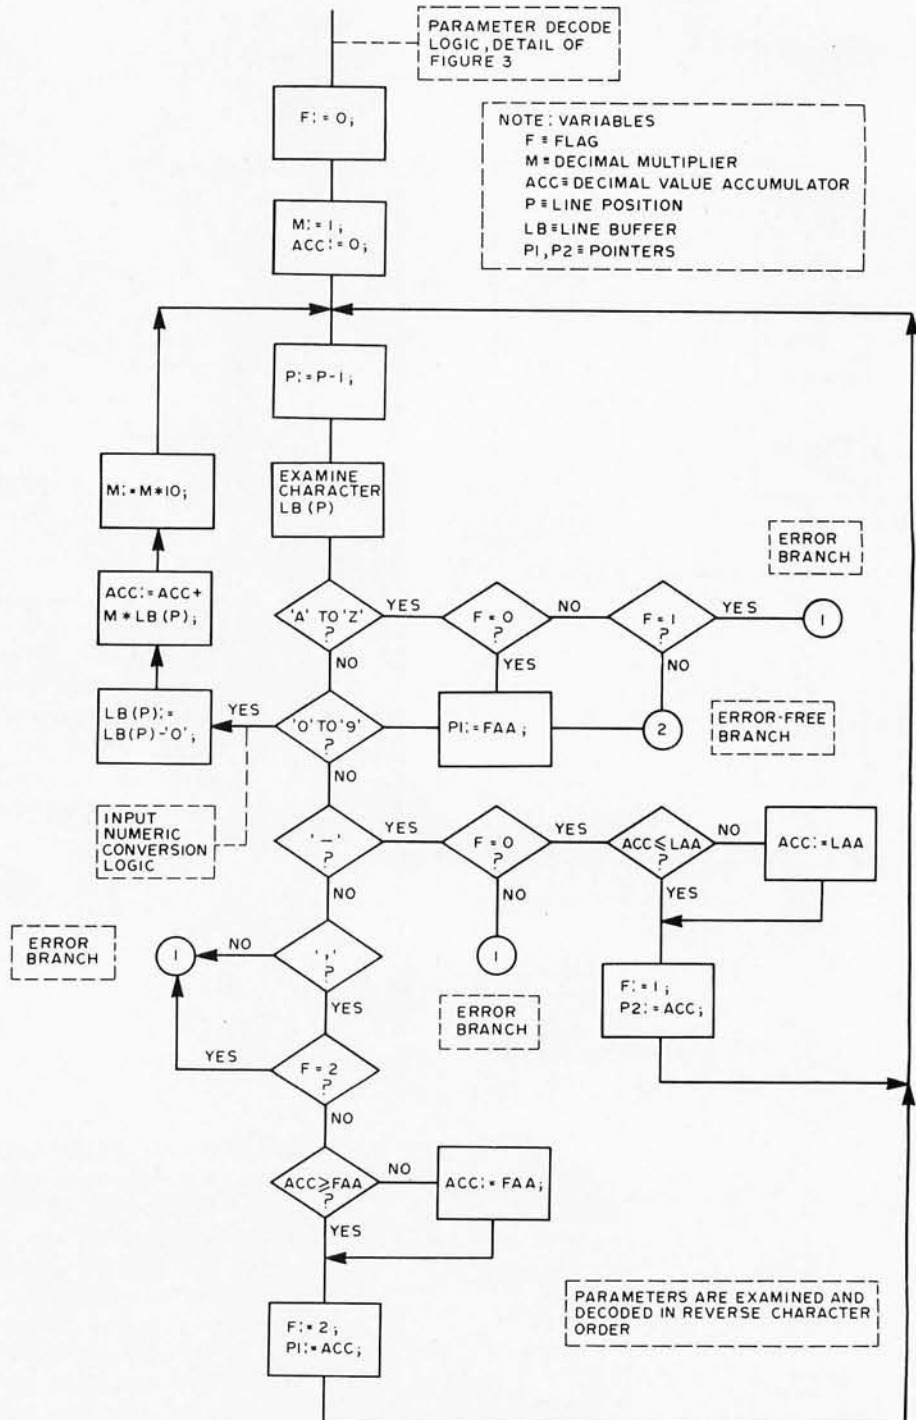 PARAMETER DECODE
LOGIC, DETAIL OF
FIGURE 3
F:=0;
NOTE: VARIABLES
F ≡ FLAG
M ≡ DECIMAL MULTIPLIER
ACC ≡ DECIMAL VALUE ACCUMULATOR
P ≡ LINE POSITION
LB ≡ LINE BUFFER
P1, P2 ≡ POINTERS
M:=1;
ACC:=0;
P:=P-1;
EXAMINE
CHARACTER
LB(P)
M:=M*10;
ACC:=ACC+
M*LB(P);
LB(P):=
LB(P)-'0';
'A' TO 'Z'
?
YES
F=0
?
NO
F=1
?
YES
1
ERROR
BRANCH
NO
YES
NO
YES
'0' TO '9'
?
P1:=FAA;
2
ERROR-FREE
BRANCH
NO
INPUT
NUMERIC
CONVERSION
LOGIC
'-'
?
YES
F=0
?
YES
ACC≤LAA
?
NO
ACC:=LAA
NO
NO
YES
ERROR
BRANCH
1
NO
','
?
1
ERROR
BRANCH
F:=1;
P2:=ACC;
YES
YES
F=2
?
NO
ACC≥FAA
?
NO
ACC:=FAA;
YES
F:=2;
P1:=ACC;
PARAMETERS ARE EXAMINED AND
DECODED IN REVERSE CHARACTER
ORDER